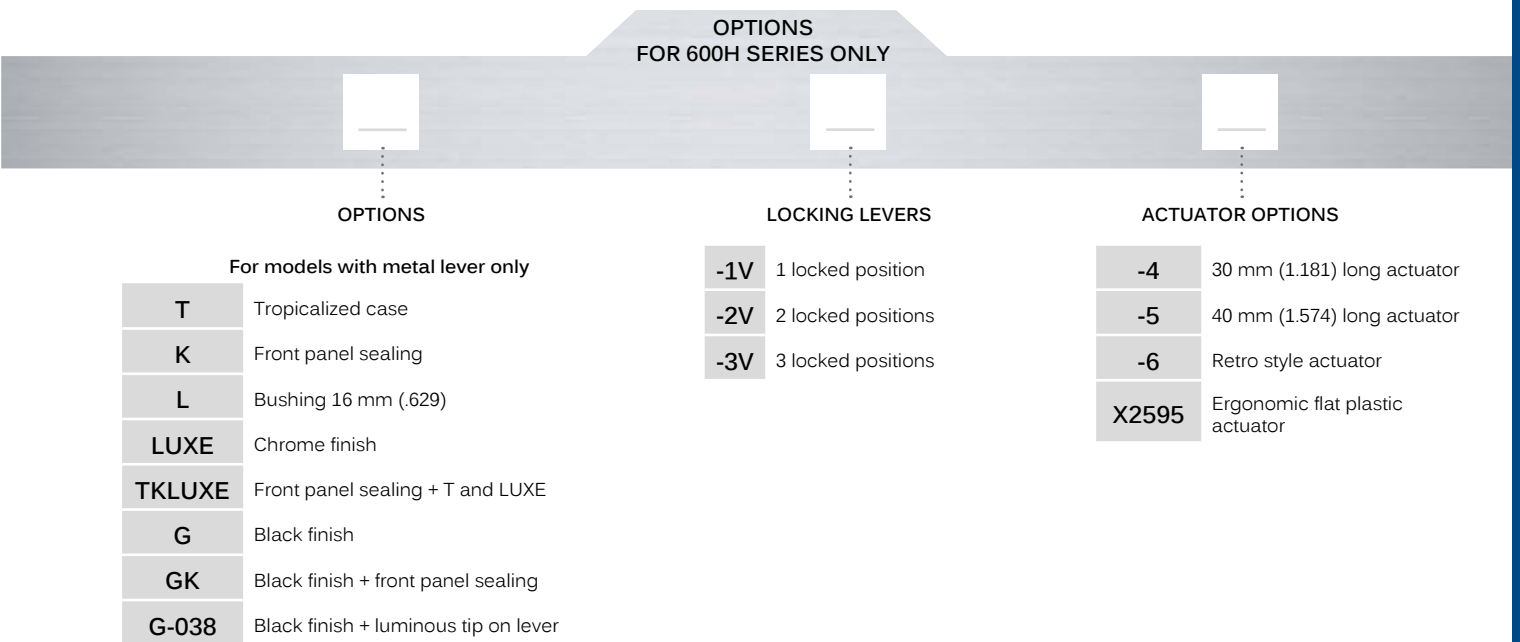 OPTIONS
FOR 600H SERIES ONLY
OPTIONS
For models with metal lever only
T Tropicalized case
K Front panel sealing
L Bushing 16 mm (.629)
LUXE Chrome finish
TKLUXE Front panel sealing + T and LUXE
G Black finish
GK Black finish + front panel sealing
G-038 Black finish + luminous tip on lever
LOCKING LEVERS
-1V 1 locked position
-2V 2 locked positions
-3V 3 locked positions
ACTUATOR OPTIONS
-4 30 mm (1.181) long actuator
-5 40 mm (1.574) long actuator
-6 Retro style actuator
X2595 Ergonomic flat plastic
actuator